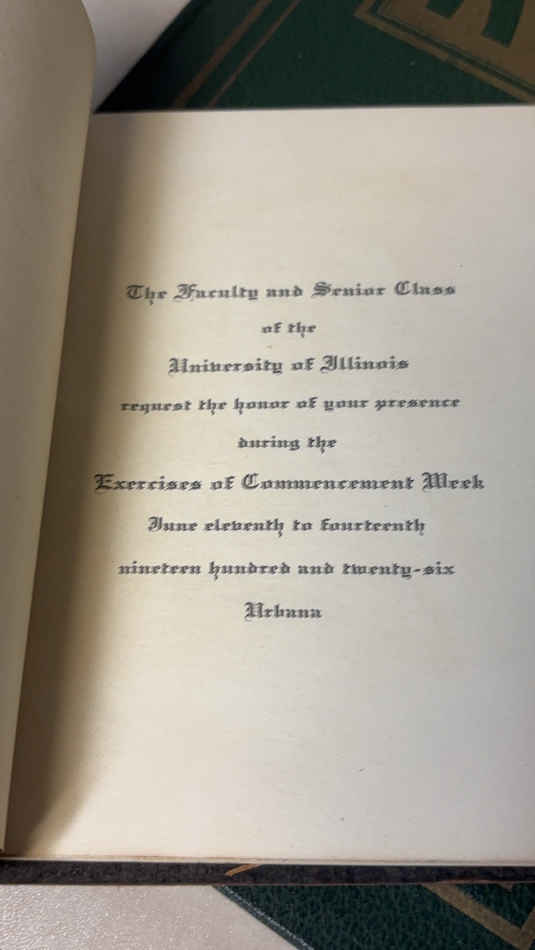 The Faculty and Senior Class
of the
University of Illinois
request the honor of your presence
during the
Exercises of Commencement Week
June eleventh to fourteenth
nineteen hundred and twenty-six
Urbana